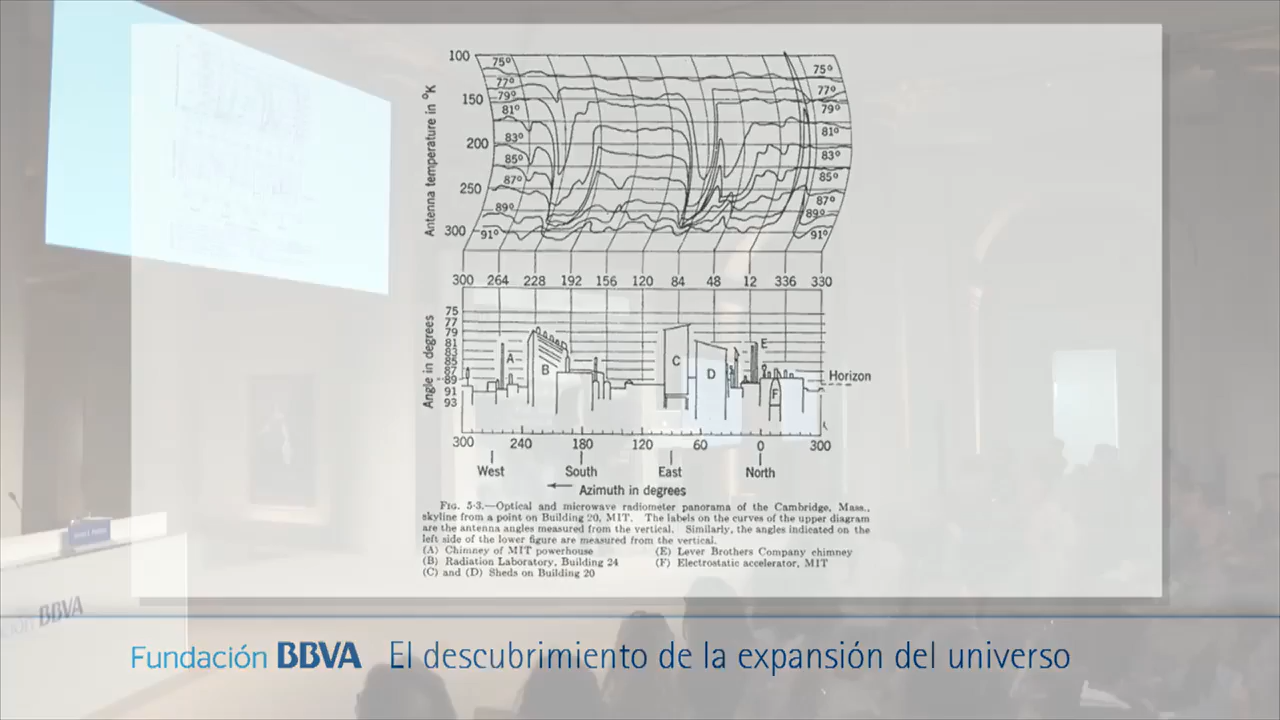 100
150
200
250
300
Antenna temperature in °K
75°
77°
79°
81°
83°
85°
87°
89°
91°
75°
77°
79°
81°
83°
85°
87°
89°
91°
300 264 228 192 156 120 84 48 12 336 330
Angle in degrees
75
77
79
81
83
85
87
89
91
93
A
B
C
D
E
F
Horizon
300 240 180 120 60 0 300
West South East North
Azimuth in degrees
FIG. 5·3.—Optical and microwave radiometer panorama of the Cambridge, Mass.,
skyline from a point on Building 20, MIT. The labels on the curves of the upper diagram
are the antenna angles measured from the vertical. Similarly, the angles indicated on the
left side of the lower figure are measured from the vertical.
(A) Chimney of MIT powerhouse (E) Lever Brothers Company chimney
(B) Radiation Laboratory, Building 24 (F) Electrostatic accelerator, MIT
(C) and (D) Sheds on Building 20
BBVA
Fundación BBVA El descubrimiento de la expansión del universo